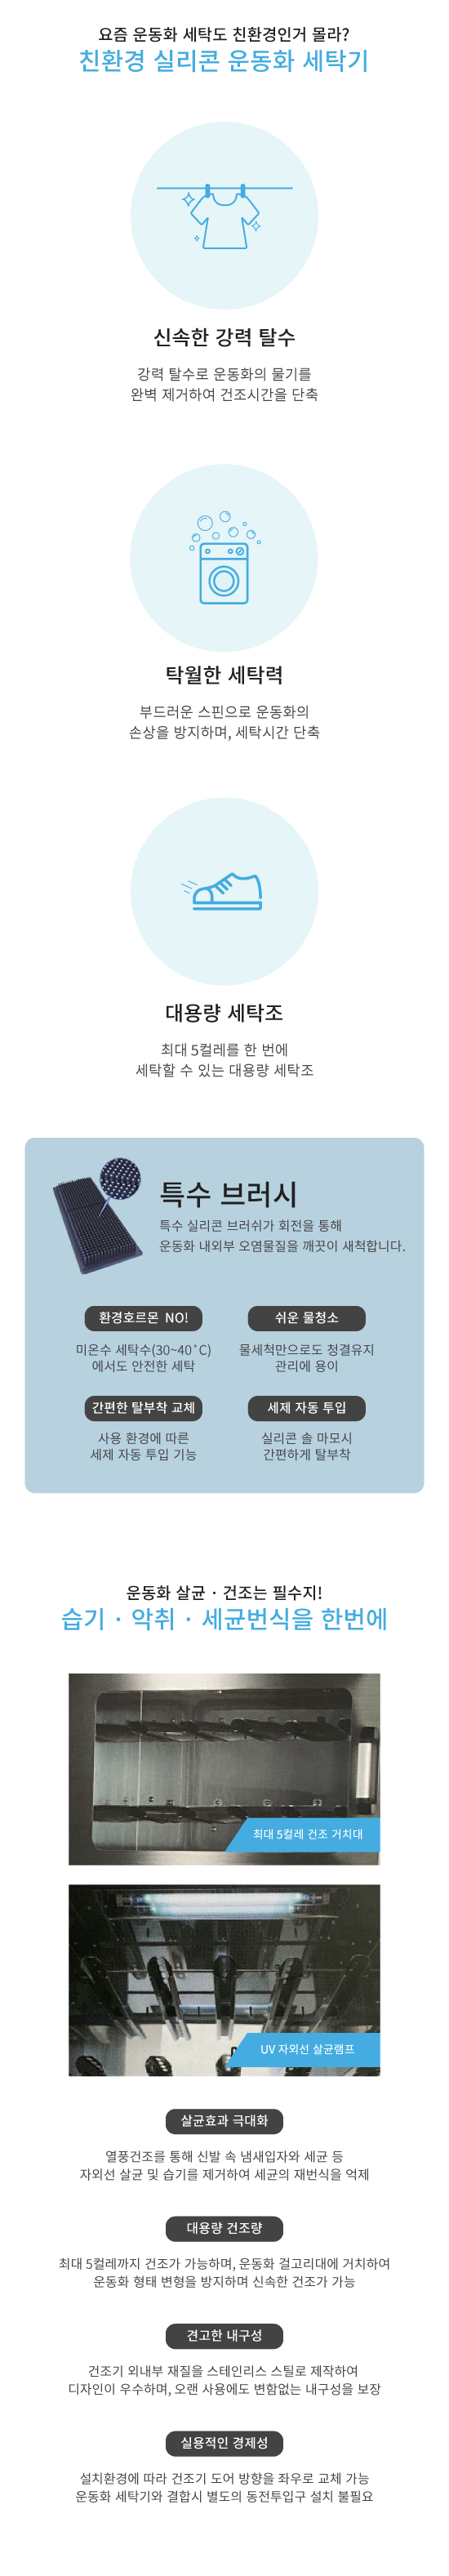 요즘 운동화 세탁도 친환경인거 몰라?
친환경 실리콘 운동화 세탁기
신속한 강력 탈수
강력 탈수로 운동화의 물기를
완벽 제거하여 건조시간을 단축
탁월한 세탁력
부드러운 스핀으로 운동화의
손상을 방지하며, 세탁시간 단축
대용량 세탁조
최대 5컬레를 한 번에
세탁할 수 있는 대용량 세탁조
특수 브러시
특수 실리콘 브러쉬가 회전을 통해
운동화 내외부 오염물질을 깨끗이 새척합니다.
환경호르몬 NO!
미온수 세탁수(30~40˚C)
에서도 안전한 세탁
쉬운 물청소
물세척만으로도 청결유지
관리에 용이
간편한 탈부착 교체
사용 환경에 따른
세제 자동 투입 기능
세제 자동 투입
실리콘 솔 마모시
간편하게 탈부착
운동화 살균 · 건조는 필수지!
습기 · 악취 · 세균번식을 한번에
최대 5컬레 건조 거치대
UV 자외선 살균램프
살균효과 극대화
열풍건조를 통해 신발 속 냄새입자와 세균 등
자외선 살균 및 습기를 제거하여 세균의 재번식을 억제
대용량 건조량
최대 5컬레까지 건조가 가능하며, 운동화 걸고리대에 거치하여
운동화 형태 변형을 방지하며 신속한 건조가 가능
견고한 내구성
건조기 외내부 재질을 스테인리스 스틸로 제작하여
디자인이 우수하며, 오랜 사용에도 변함없는 내구성을 보장
실용적인 경제성
설치환경에 따라 건조기 도어 방향을 좌우로 교체 가능
운동화 세탁기와 결합시 별도의 동전투입구 설치 불필요